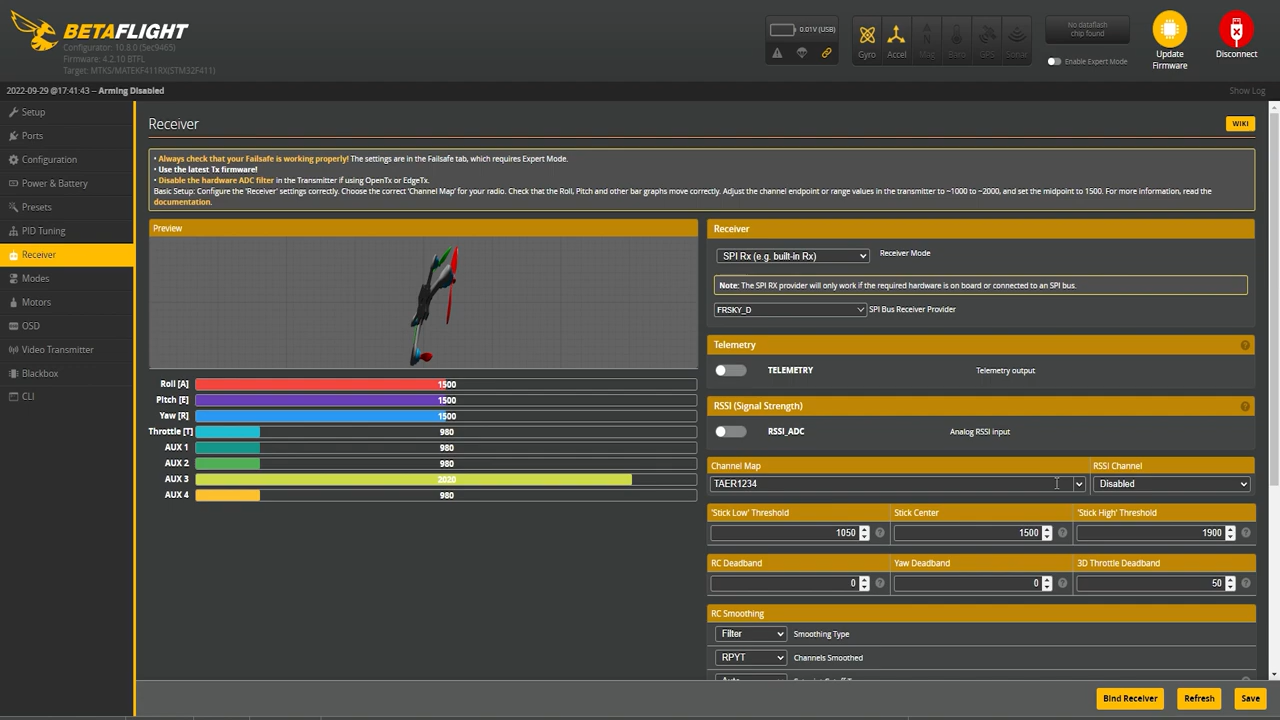 BETAFLIGHT
Configurator: 10.8.0 (5ec9465)
Firmware: 4.2.10 BTFL
Target: MTKS/MATEKF411RX(STM32F411)
0.01V (USB)
Gyro
Accel
Mag
Baro
GPS
Sonar
No dataflash
chip found
Enable Expert Mode
Update
Firmware
Disconnect
2022-09-29 @17:41:43 -- Arming Disabled
Show Log
Setup
Ports
Configuration
Power & Battery
Presets
PID Tuning
Receiver
Modes
Motors
OSD
Video Transmitter
Blackbox
CLI
Receiver
WIKI
• Always check that your Failsafe is working properly! The settings are in the Failsafe tab, which requires Expert Mode.
• Use the latest Tx firmware!
• Disable the hardware ADC filter in the Transmitter if using OpenTx or EdgeTx.
Basic Setup: Configure the 'Receiver' settings correctly. Choose the correct 'Channel Map' for your radio. Check that the Roll, Pitch and other bar graphs move correctly. Adjust the channel endpoint or range values in the transmitter to ~1000 to ~2000, and set the midpoint to 1500. For more information, read the
documentation.
Preview
Roll [A] 1500
Pitch [E] 1500
Yaw [R] 1500
Throttle [T] 980
AUX 1 980
AUX 2 980
AUX 3 2020
AUX 4 980
Receiver
SPI Rx (e.g. built-in Rx) Receiver Mode
Note: The SPI RX provider will only work if the required hardware is on board or connected to an SPI bus.
FRSKY_D SPI Bus Receiver Provider
Telemetry
TELEMETRY Telemetry output
RSSI (Signal Strength)
RSSI_ADC Analog RSSI input
Channel Map RSSI Channel
TAER1234 Disabled
'Stick Low' Threshold Stick Center 'Stick High' Threshold
1050 1500 1900
RC Deadband Yaw Deadband 3D Throttle Deadband
0 0 50
RC Smoothing
Filter Smoothing Type
RPYT Channels Smoothed
Bind Receiver Refresh Save